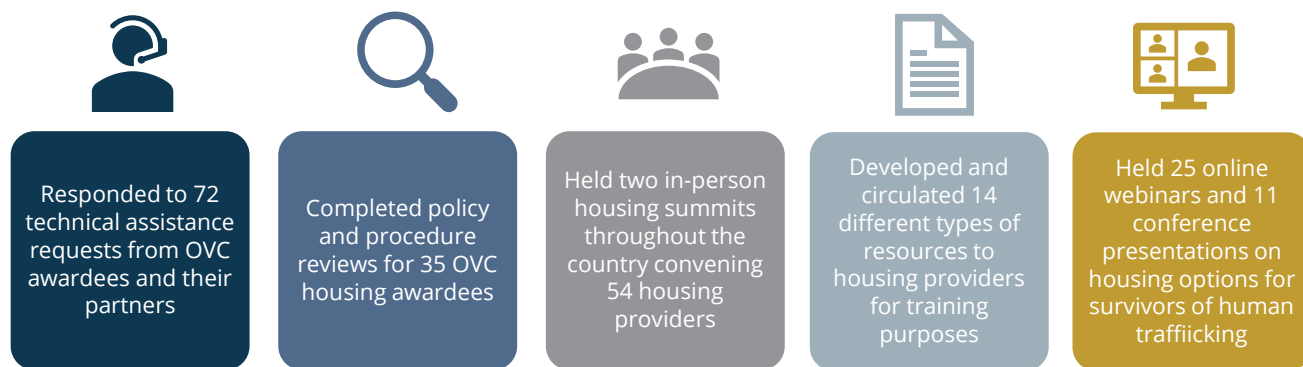 Responded to 72
technical assistance
requests from OVC
awardees and their
partners
Completed policy
and procedure
reviews for 35 OVC
housing awardees
Held two in-person
housing summits
throughout the
country convening
54 housing
providers
Developed and
circulated 14
different types of
resources to
housing providers
for training
purposes
Held 25 online
webinars and 11
conference
presentations on
housing options for
survivors of human
traffiicking